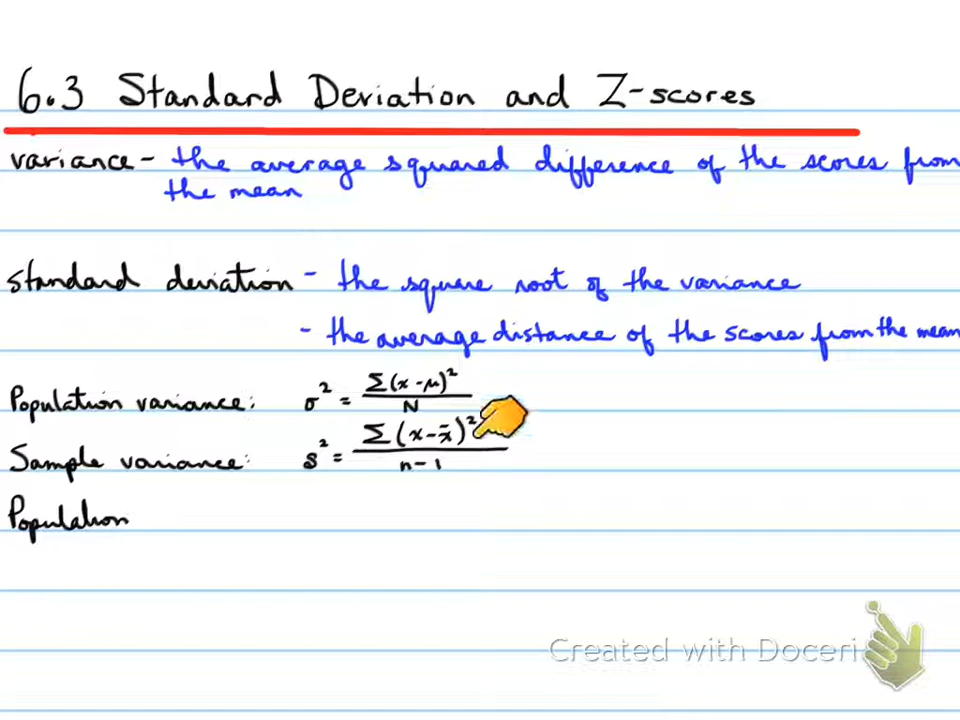 6.3 Standard Deviation and Z-scores
variance - the average squared difference of the scores from
the mean
standard deviation - the square root of the variance
- the average distance of the scores from the mean
Population variance: σ² = Σ(x-μ)² / N
Sample variance: s² = Σ(x-x̄)² / n-1
Population
Created with Doceri